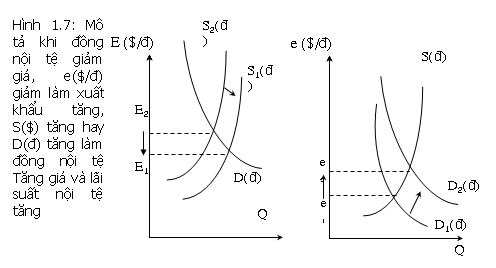 Hình 1.7: Mô
tả khi đồng
nội tệ giảm
giá, e($/đ)
giảm làm xuất
khẩu tăng,
S($) tăng hay
D(đ) tăng làm
đồng nội tệ
Tăng giá và lãi
suất nội tệ
tăng
E ($/đ)
S₂(đ
)
S₁(đ
)
E₂
E₁
D(đ)
Q
e ($/đ)
S(đ)
e
e
D₂(đ)
D₁(đ)
Q